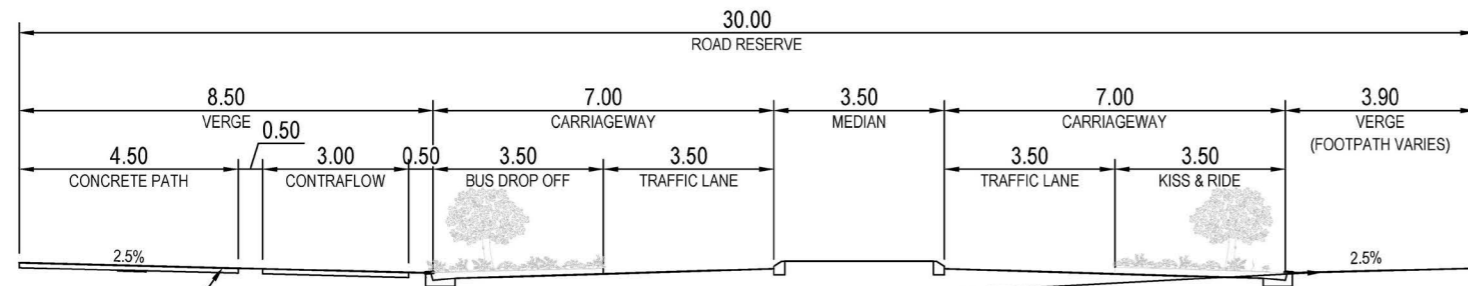 30.00
ROAD RESERVE
8.50 7.00 3.50 7.00 3.90
VERGE CARRIAGEWAY MEDIAN CARRIAGEWAY VERGE
0.50 (FOOTPATH VARIES)
4.50 3.00 0.50 3.50 3.50 3.50 3.50
CONCRETE PATH CONTRAFLOW BUS DROP OFF TRAFFIC LANE TRAFFIC LANE KISS & RIDE
2.5% 2.5%